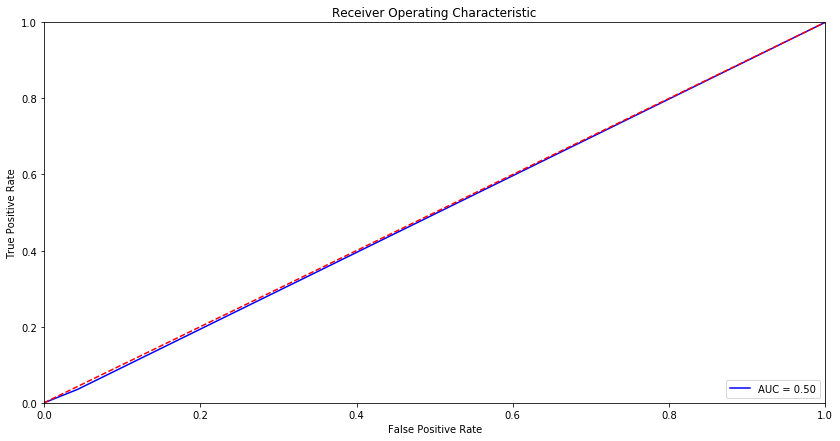 Receiver Operating Characteristic
True Positive Rate
1.0
0.8
0.6
0.4
0.2
0.0
AUC = 0.50
0.0 0.2 0.4 0.6 0.8 1.0
False Positive Rate